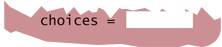 choices =